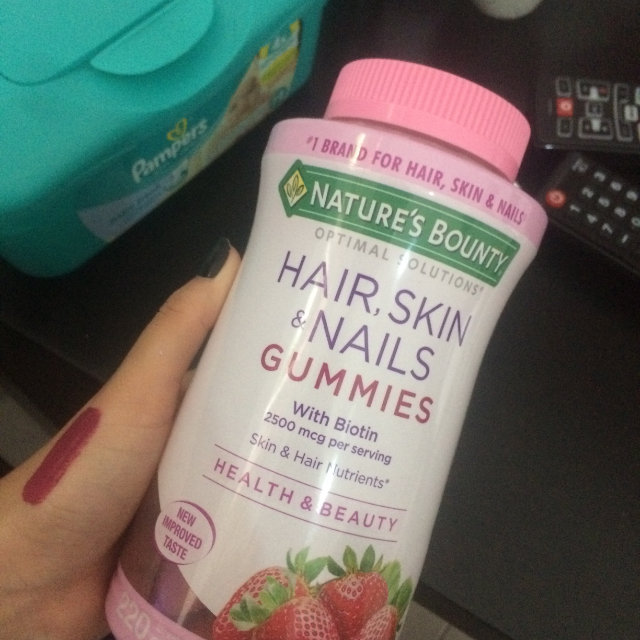 Pampers
#1 BRAND FOR HAIR, SKIN & NAILS
NATURE'S BOUNTY
OPTIMAL SOLUTIONS®
HAIR, SKIN
& NAILS
GUMMIES
With Biotin
2500 mcg per serving
Skin & Hair Nutrients*
HEALTH & BEAUTY
NEW
IMPROVED
TASTE
220